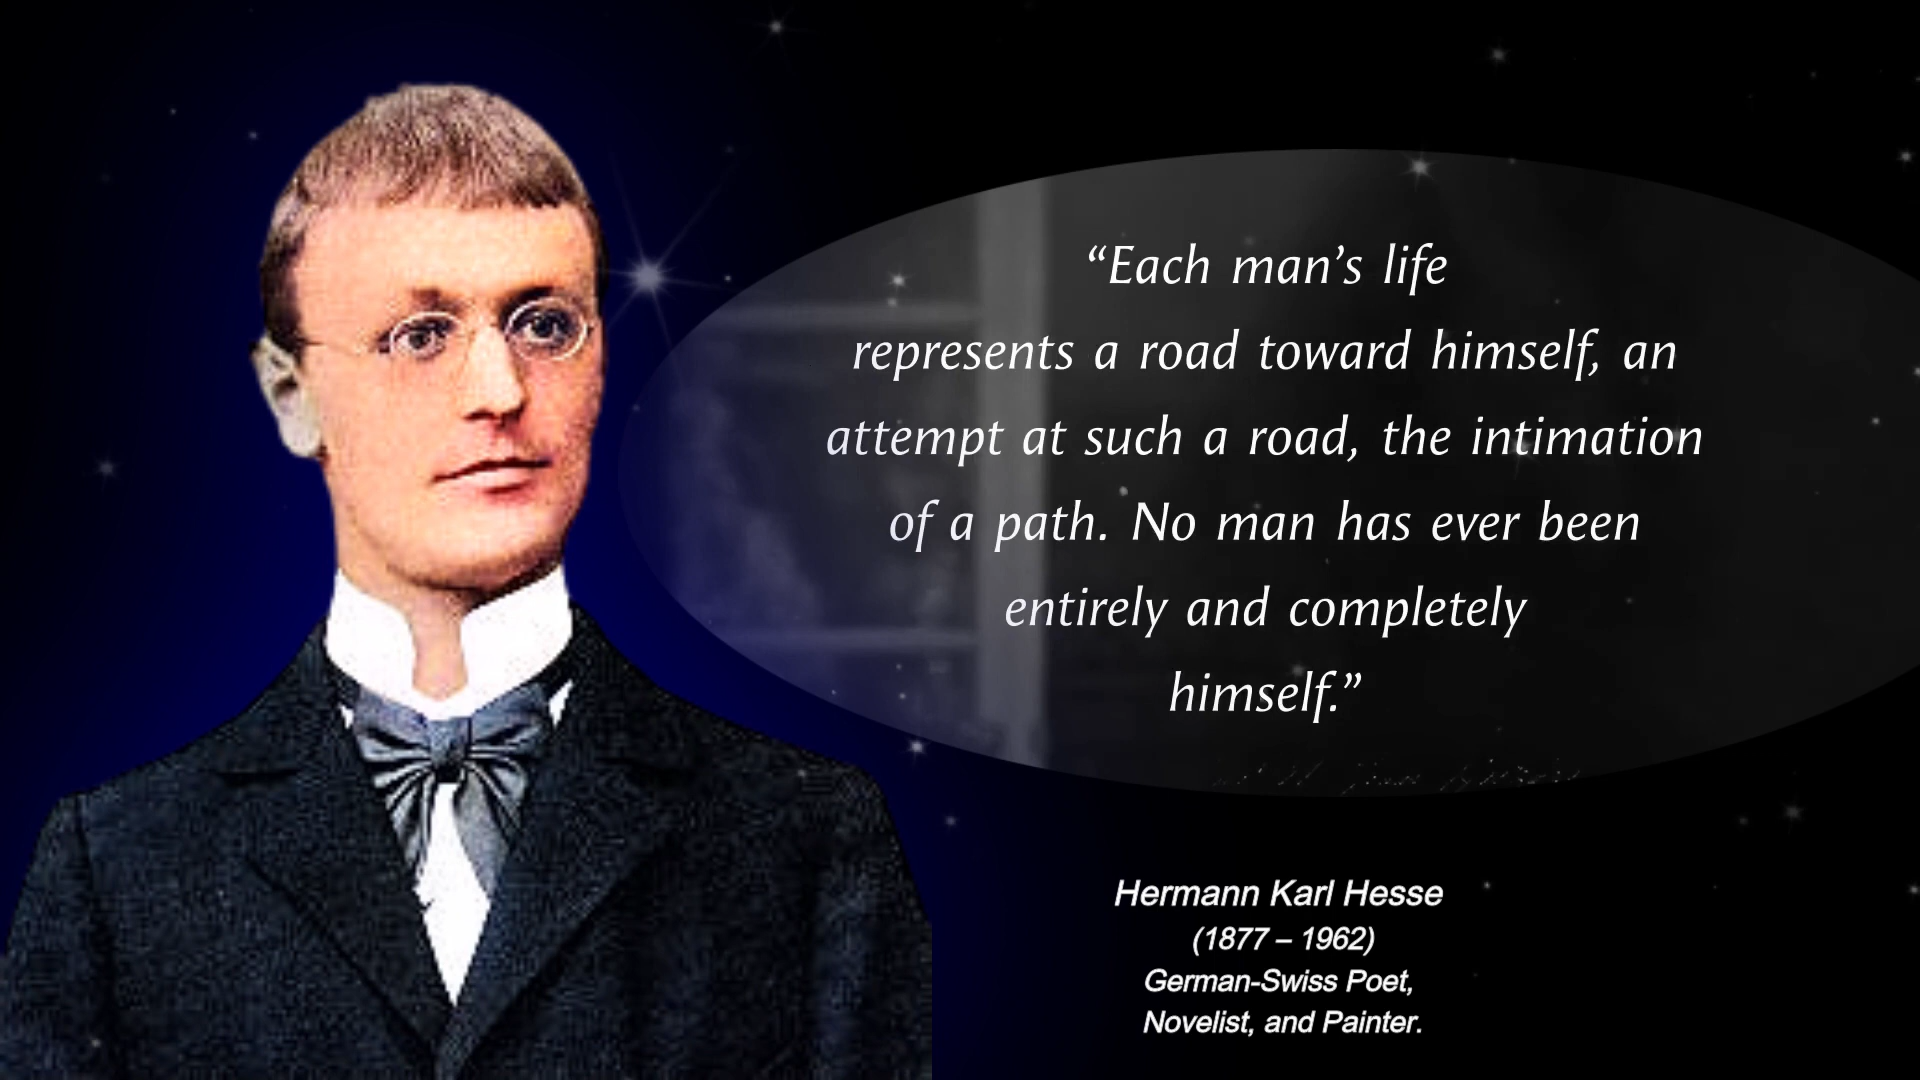 “Each man’s life
represents a road toward himself, an
attempt at such a road, the intimation
of a path. No man has ever been
entirely and completely
himself.”
Hermann Karl Hesse
(1877 – 1962)
German-Swiss Poet,
Novelist, and Painter.